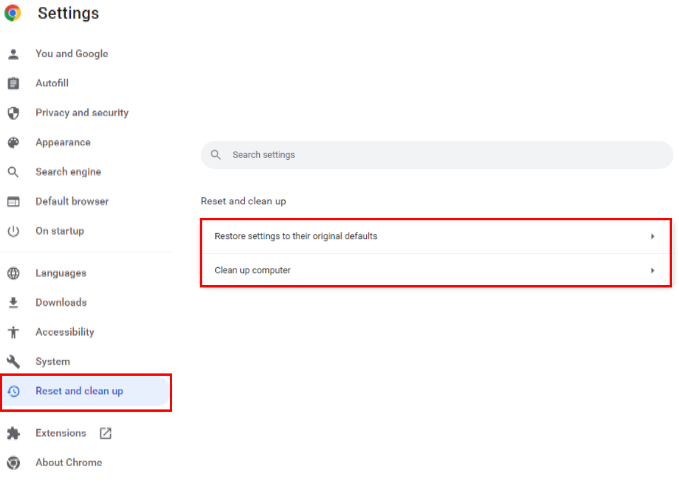 Settings
You and Google
Autofill
Privacy and security
Appearance
Search engine
Default browser
On startup
Languages
Downloads
Accessibility
System
Reset and clean up
Extensions
About Chrome
Search settings
Reset and clean up
Restore settings to their original defaults
Clean up computer